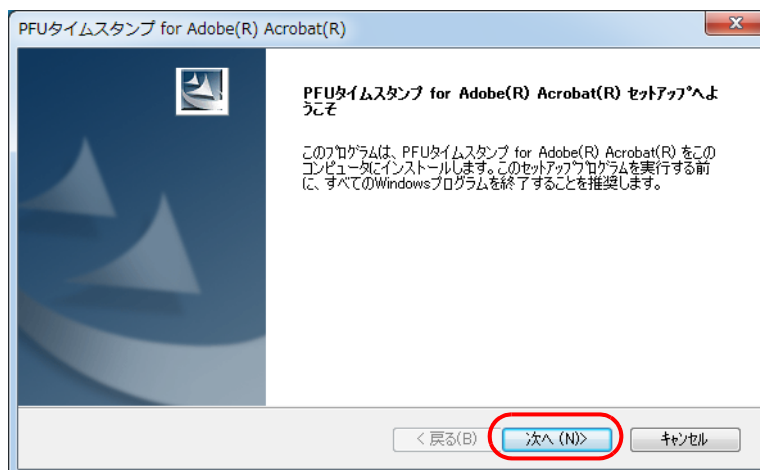 PFUタイムスタンプ for Adobe(R) Acrobat(R)
PFUタイムスタンプ for Adobe(R) Acrobat(R) セットアップへよ
うこそ
このプログラムは、PFUタイムスタンプ for Adobe(R) Acrobat(R) をこの
コンピュータにインストールします。このセットアッププログラムを実行する前
に、すべてのWindowsプログラムを終了することを推奨します。
< 戻る(B) 次へ (N)> キャンセル